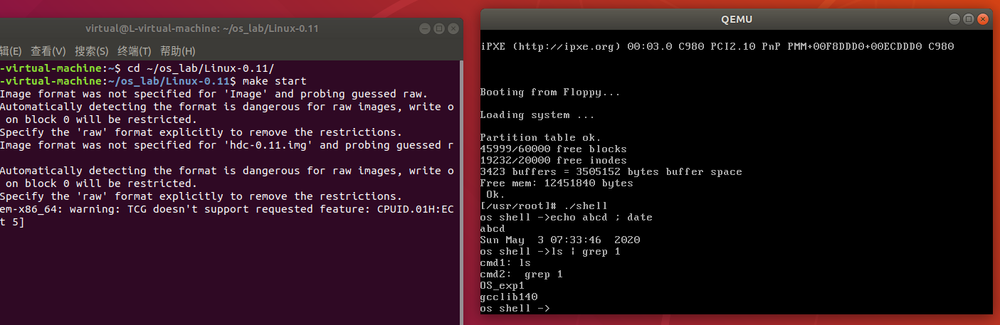 virtual@L-virtual-machine: ~/os_lab/Linux-0.11
辑(E) 查看(V) 搜索(S) 终端(T) 帮助(H)
-virtual-machine:~$ cd ~/os_lab/Linux-0.11/
-virtual-machine:~/os_lab/Linux-0.11$ make start
Image format was not specified for 'Image' and probing guessed raw.
Automatically detecting the format is dangerous for raw images, write o
on block 0 will be restricted.
Specify the 'raw' format explicitly to remove the restrictions.
Image format was not specified for 'hdc-0.11.img' and probing guessed r
Automatically detecting the format is dangerous for raw images, write o
on block 0 will be restricted.
Specify the 'raw' format explicitly to remove the restrictions.
em-x86_64: warning: TCG doesn't support requested feature: CPUID.01H:EC
t 5]
QEMU
iPXE (http://ipxe.org) 00:03.0 C980 PCI2.10 PnP PMM+00F8DDD0+00ECDDD0 C980
Booting from Floppy...
Loading system ...
Partition table ok.
45999/60000 free blocks
19232/20000 free inodes
3423 buffers = 3505152 bytes buffer space
Free mem: 12451840 bytes
Ok.
[/usr/root]# ./shell
os shell ->echo abcd ; date
abcd
Sun May  3 07:33:46  2020
os shell ->ls | grep 1
cmd1: ls
cmd2:  grep 1
OS_exp1
gcclib140
os shell ->